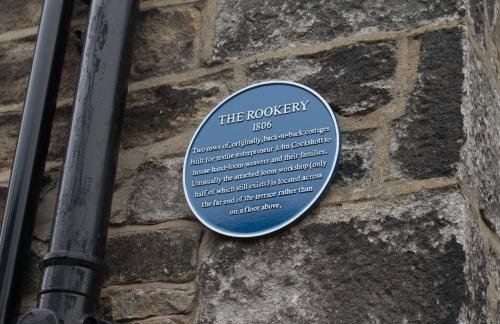 THE ROOKERY
1806
Two rows of, originally, back-to-back cottages
built for textile entrepreneur John Cockshott to
house hand-loom weavers and their families.
Unusually the attached loom workshop (only
half of which still exists) is located across
the far end of the terrace rather than
on a floor above.